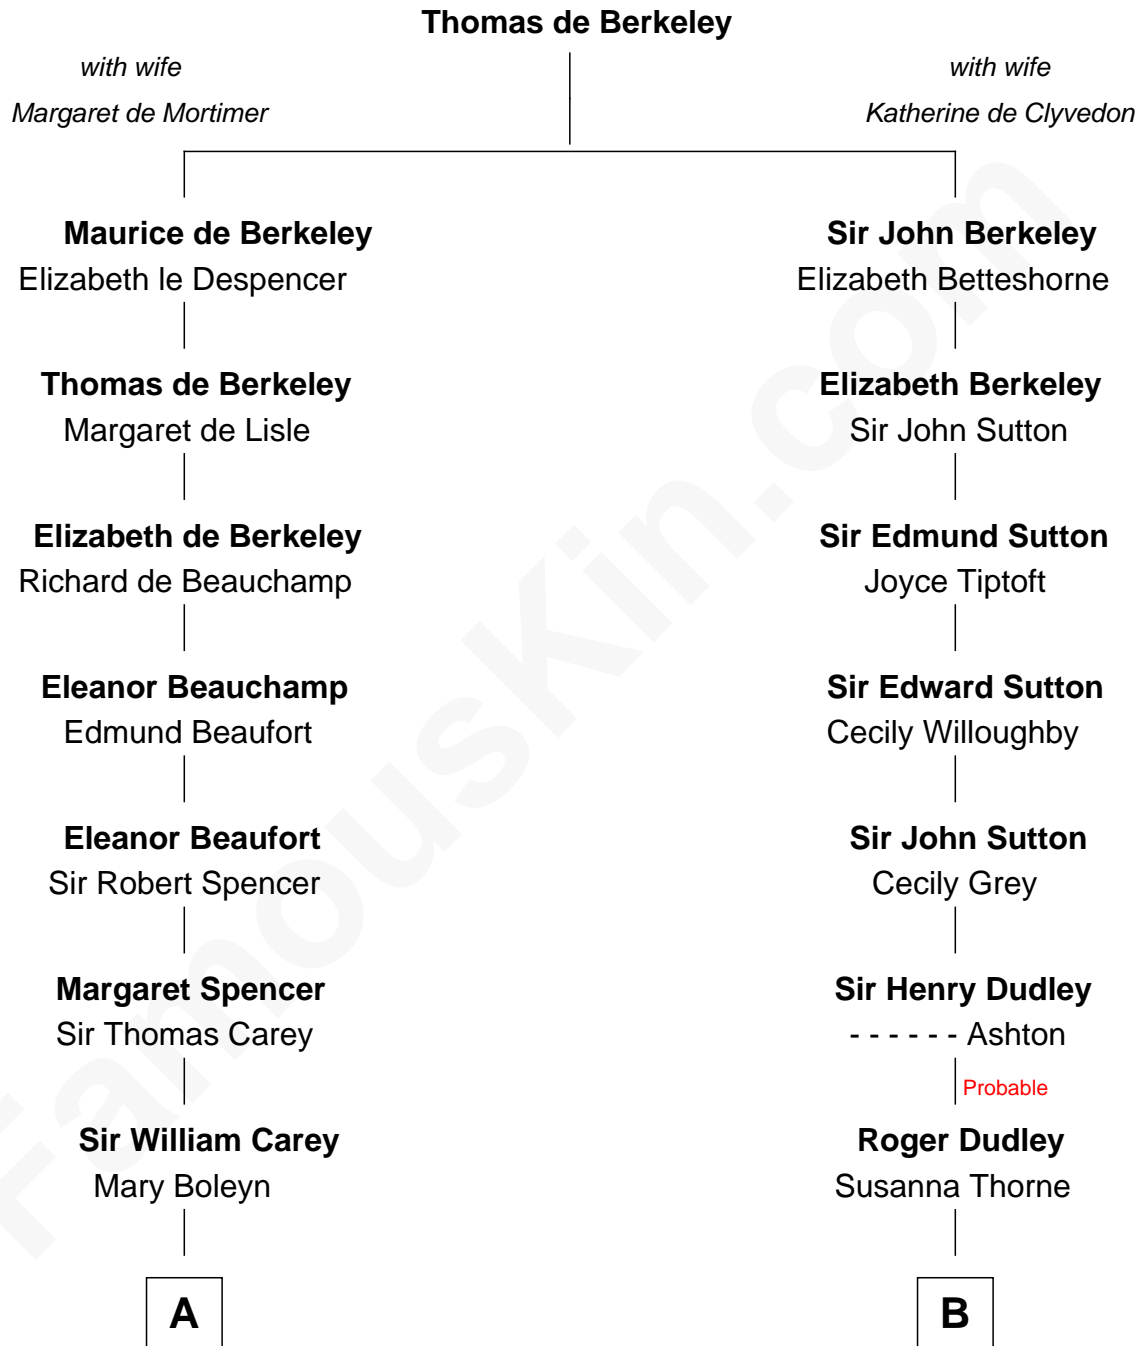 Thomas de Berkeley
with wife
Margaret de Mortimer
with wife
Katherine de Clyvedon
Maurice de Berkeley
Elizabeth le Despencer
Sir John Berkeley
Elizabeth Betteshorne
Thomas de Berkeley
Margaret de Lisle
Elizabeth Berkeley
Sir John Sutton
Elizabeth de Berkeley
Richard de Beauchamp
Sir Edmund Sutton
Joyce Tiptoft
Eleanor Beauchamp
Edmund Beaufort
Sir Edward Sutton
Cecily Willoughby
Eleanor Beaufort
Sir Robert Spencer
Sir John Sutton
Cecily Grey
Margaret Spencer
Sir Thomas Carey
Sir Henry Dudley
- - - - - - Ashton
Probable
Sir William Carey
Mary Boleyn
Roger Dudley
Susanna Thorne
A
B
FamousKin.com